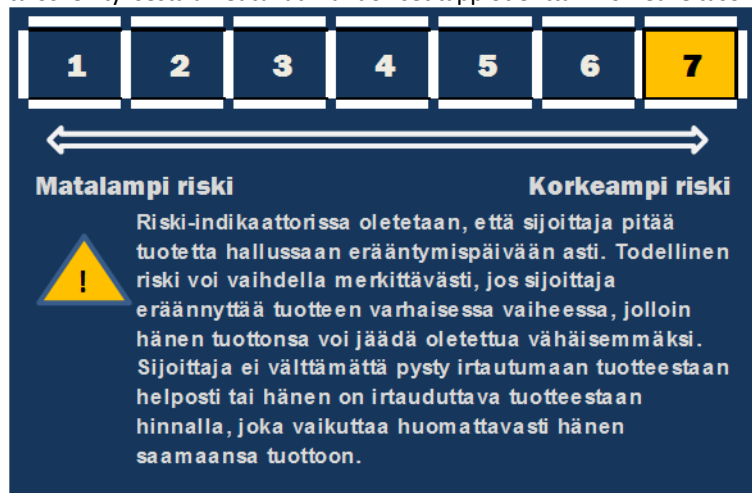 1 2 3 4 5 6 7
Matalampi riski Korkeampi riski
Riski-indikaattorissa oletetaan, että sijoittaja pitää
tuotetta hallussaan erääntymispäivään asti. Todellinen
! riski voi vaihdella merkittävästi, jos sijoittaja
eräännyttää tuotteen varhaisessa vaiheessa, jolloin
hänen tuottonsa voi jäädä oletettua vähäisemmäksi.
Sijoittaja ei välttämättä pysty irtautumaan tuotteestaan
helposti tai hänen on irtauduttava tuotteestaan
hinnalla, joka vaikuttaa huomattavasti hänen
saamaansa tuottoon.